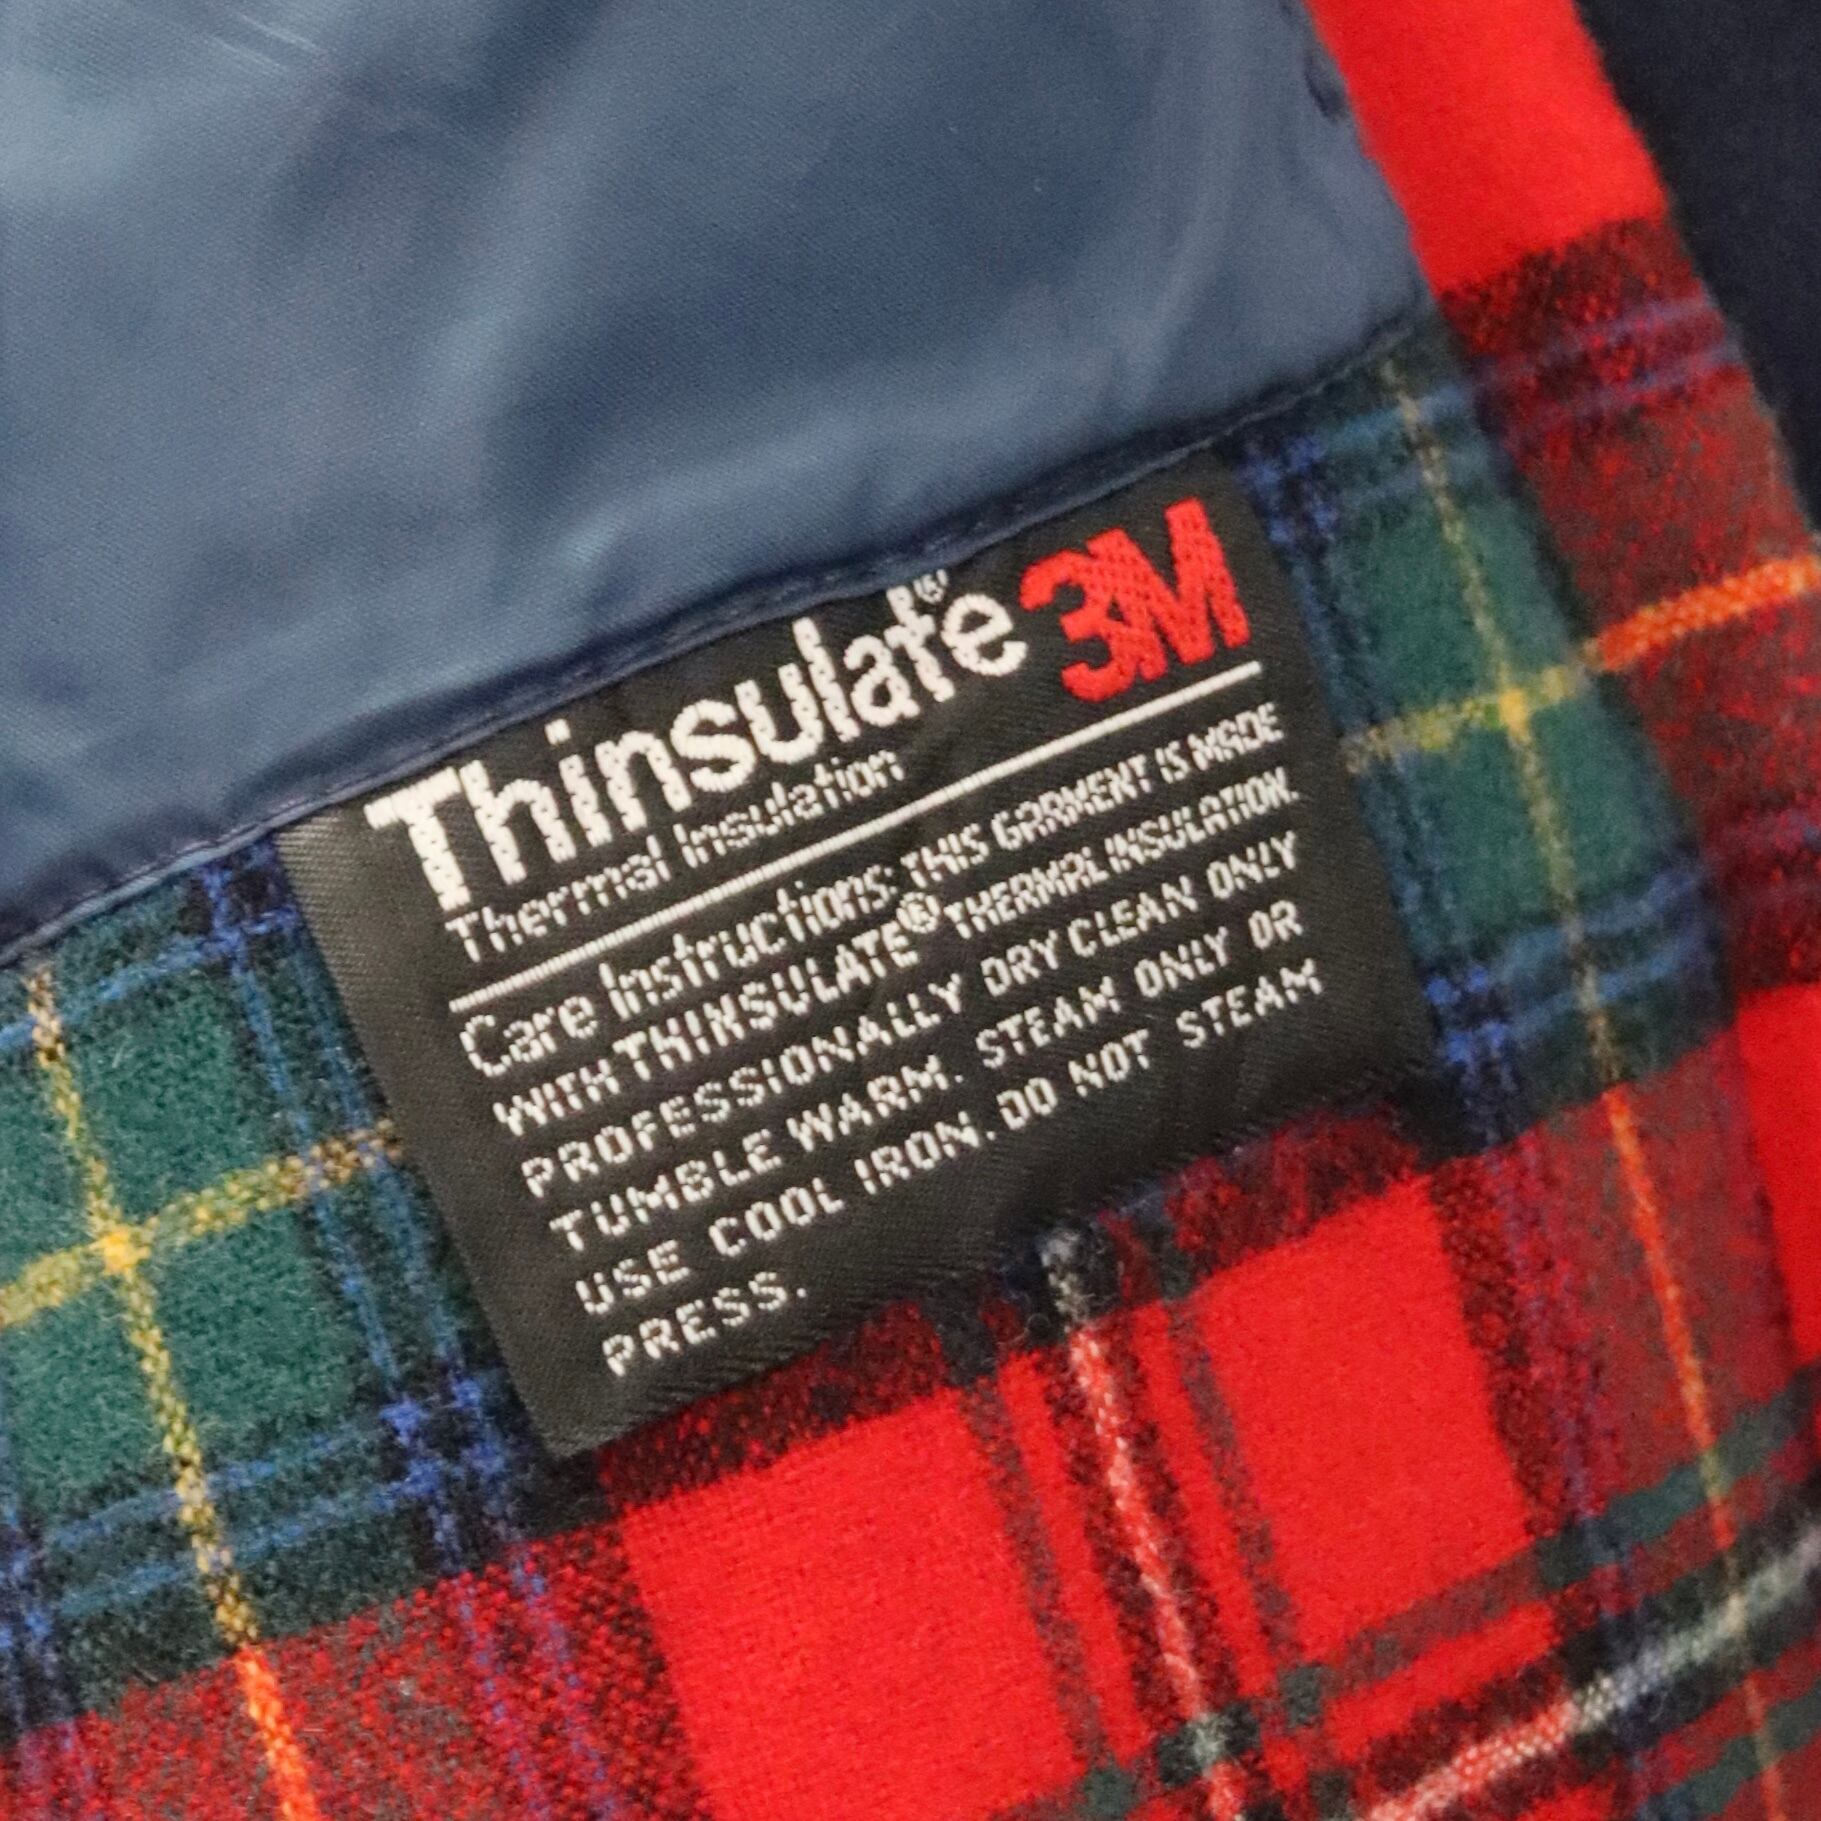 Thinsulate® 3M
Thermal Insulation
Care Instructions: THIS GARMENT IS MADE
WITH THINSULATE® THERMAL INSULATION.
PROFESSIONALLY DRY CLEAN ONLY
TUMBLE WARM. STEAM ONLY OR
USE COOL IRON. DO NOT STEAM
PRESS.